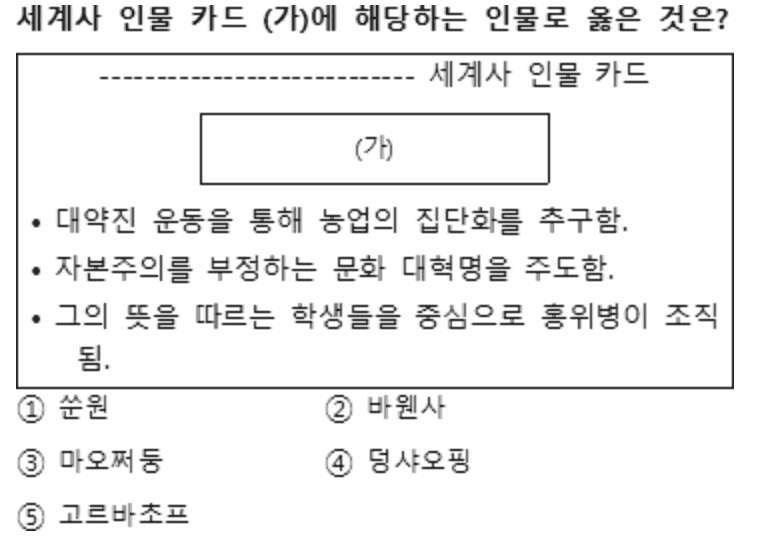 세계사 인물 카드 (가)에 해당하는 인물로 옳은 것은?
---------------------------- 세계사 인물 카드
(가)
• 대약진 운동을 통해 농업의 집단화를 추구함.
• 자본주의를 부정하는 문화 대혁명을 주도함.
• 그의 뜻을 따르는 학생들을 중심으로 홍위병이 조직
됨.
① 쑨원 ② 바웬사
③ 마오쩌둥 ④ 덩샤오핑
⑤ 고르바초프